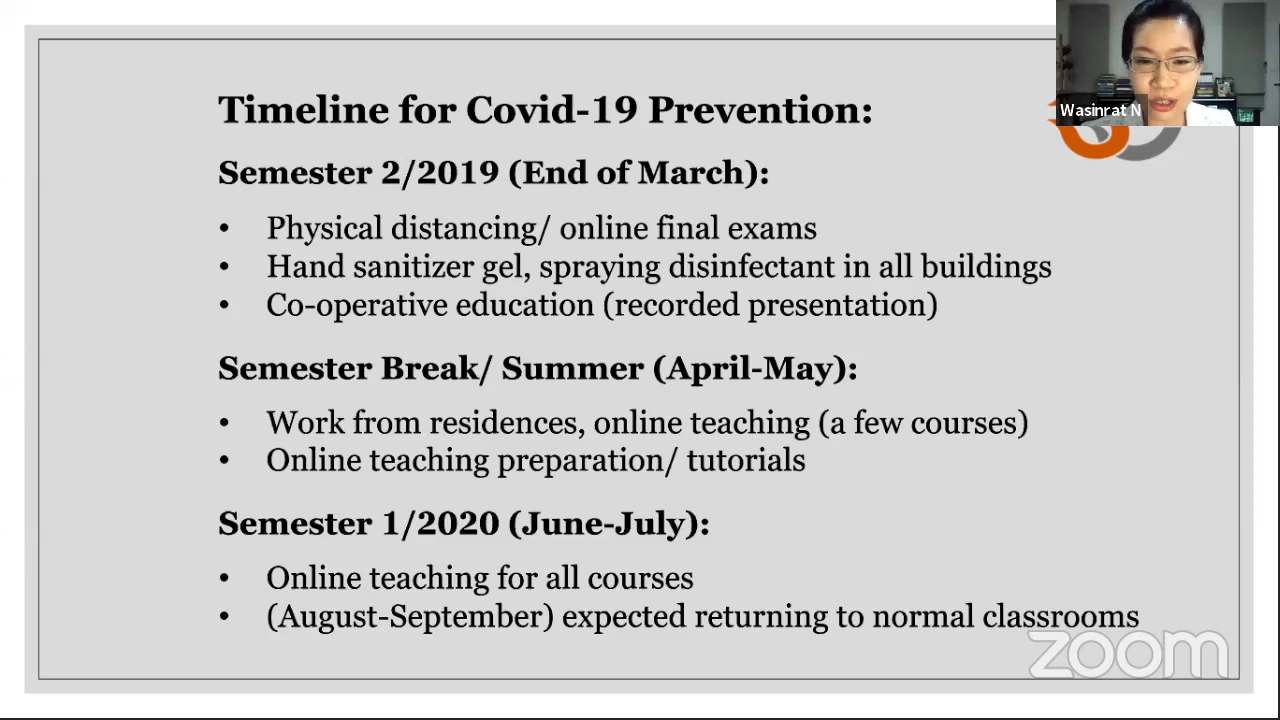 Timeline for Covid-19 Prevention:
Wasinrat N
Semester 2/2019 (End of March):
• Physical distancing/ online final exams
• Hand sanitizer gel, spraying disinfectant in all buildings
• Co-operative education (recorded presentation)
Semester Break/ Summer (April-May):
• Work from residences, online teaching (a few courses)
• Online teaching preparation/ tutorials
Semester 1/2020 (June-July):
• Online teaching for all courses
• (August-September) expected returning to normal classrooms
zoom